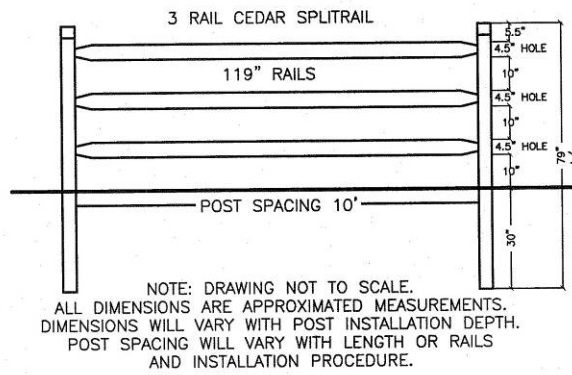 3 RAIL CEDAR SPLITRAIL
5.5"
4.5" HOLE
119" RAILS
10"
4.5" HOLE
10"
79"
4.5" HOLE
10"
POST SPACING 10'
30"
NOTE: DRAWING NOT TO SCALE.
ALL DIMENSIONS ARE APPROXIMATED MEASUREMENTS.
DIMENSIONS WILL VARY WITH POST INSTALLATION DEPTH.
POST SPACING WILL VARY WITH LENGTH OR RAILS
AND INSTALLATION PROCEDURE.